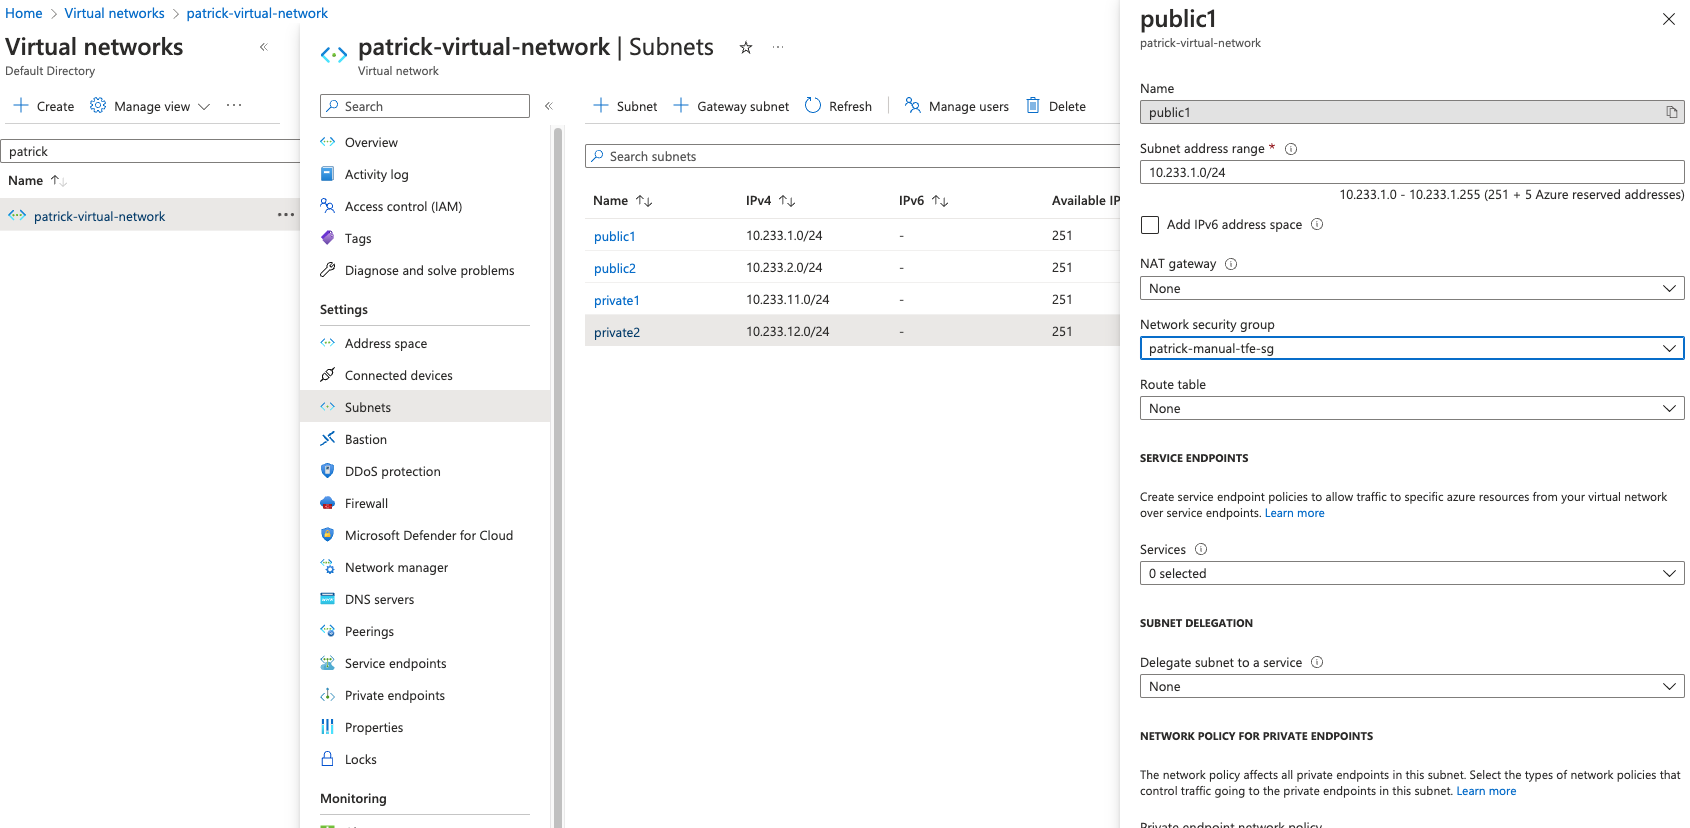 Home > Virtual networks > patrick-virtual-network
Virtual networks
Default Directory
Create Manage view
patrick
Name
patrick-virtual-network
patrick-virtual-network | Subnets
Virtual network
Search
Overview
Activity log
Access control (IAM)
Tags
Diagnose and solve problems
Settings
Address space
Connected devices
Subnets
Bastion
DDoS protection
Firewall
Microsoft Defender for Cloud
Network manager
DNS servers
Peerings
Service endpoints
Private endpoints
Properties
Locks
Monitoring
Subnet Gateway subnet Refresh Manage users Delete
Search subnets
Name IPv4 IPv6 Available IP
public1 10.233.1.0/24 - 251
public2 10.233.2.0/24 - 251
private1 10.233.11.0/24 - 251
private2 10.233.12.0/24 - 251
public1
patrick-virtual-network
Name
public1
Subnet address range *
10.233.1.0/24
10.233.1.0 - 10.233.1.255 (251 + 5 Azure reserved addresses)
Add IPv6 address space
NAT gateway
None
Network security group
patrick-manual-tfe-sg
Route table
None
SERVICE ENDPOINTS
Create service endpoint policies to allow traffic to specific azure resources from your virtual network
over service endpoints. Learn more
Services
0 selected
SUBNET DELEGATION
Delegate subnet to a service
None
NETWORK POLICY FOR PRIVATE ENDPOINTS
The network policy affects all private endpoints in this subnet. Select the types of network policies that
control traffic going to the private endpoints in this subnet. Learn more
Private endpoint network policy